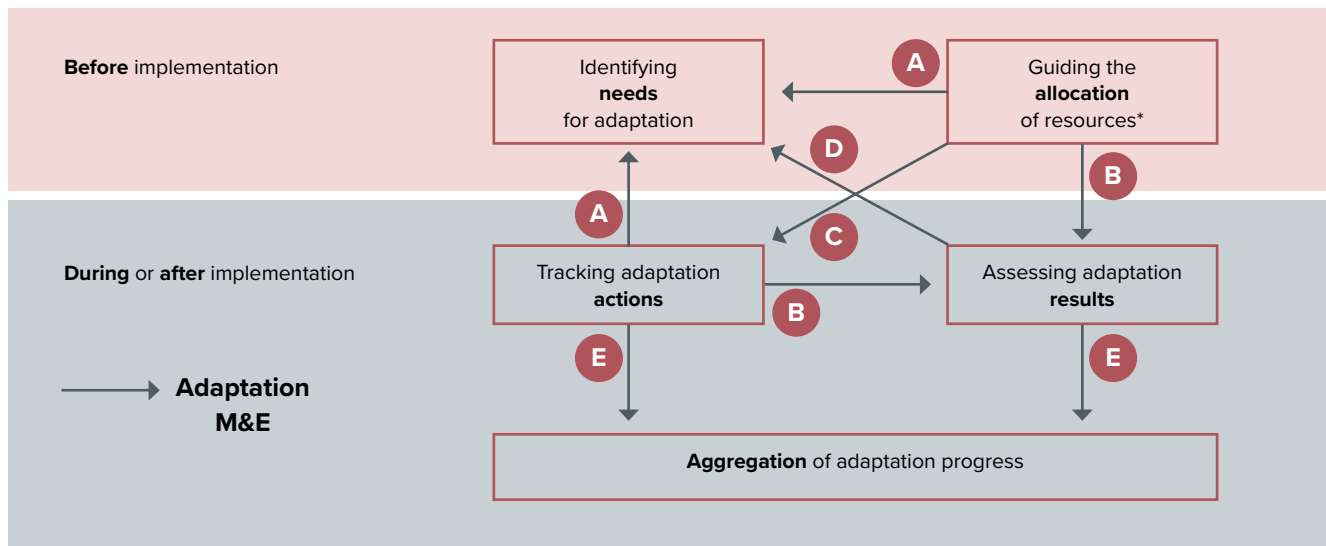 Before implementation
Identifying
needs
for adaptation
A
Guiding the
allocation
of resources*
D
B
A
C
During or after implementation
Tracking adaptation
actions
B
Assessing adaptation
results
E
E
Adaptation
M&E
Aggregation of adaptation progress